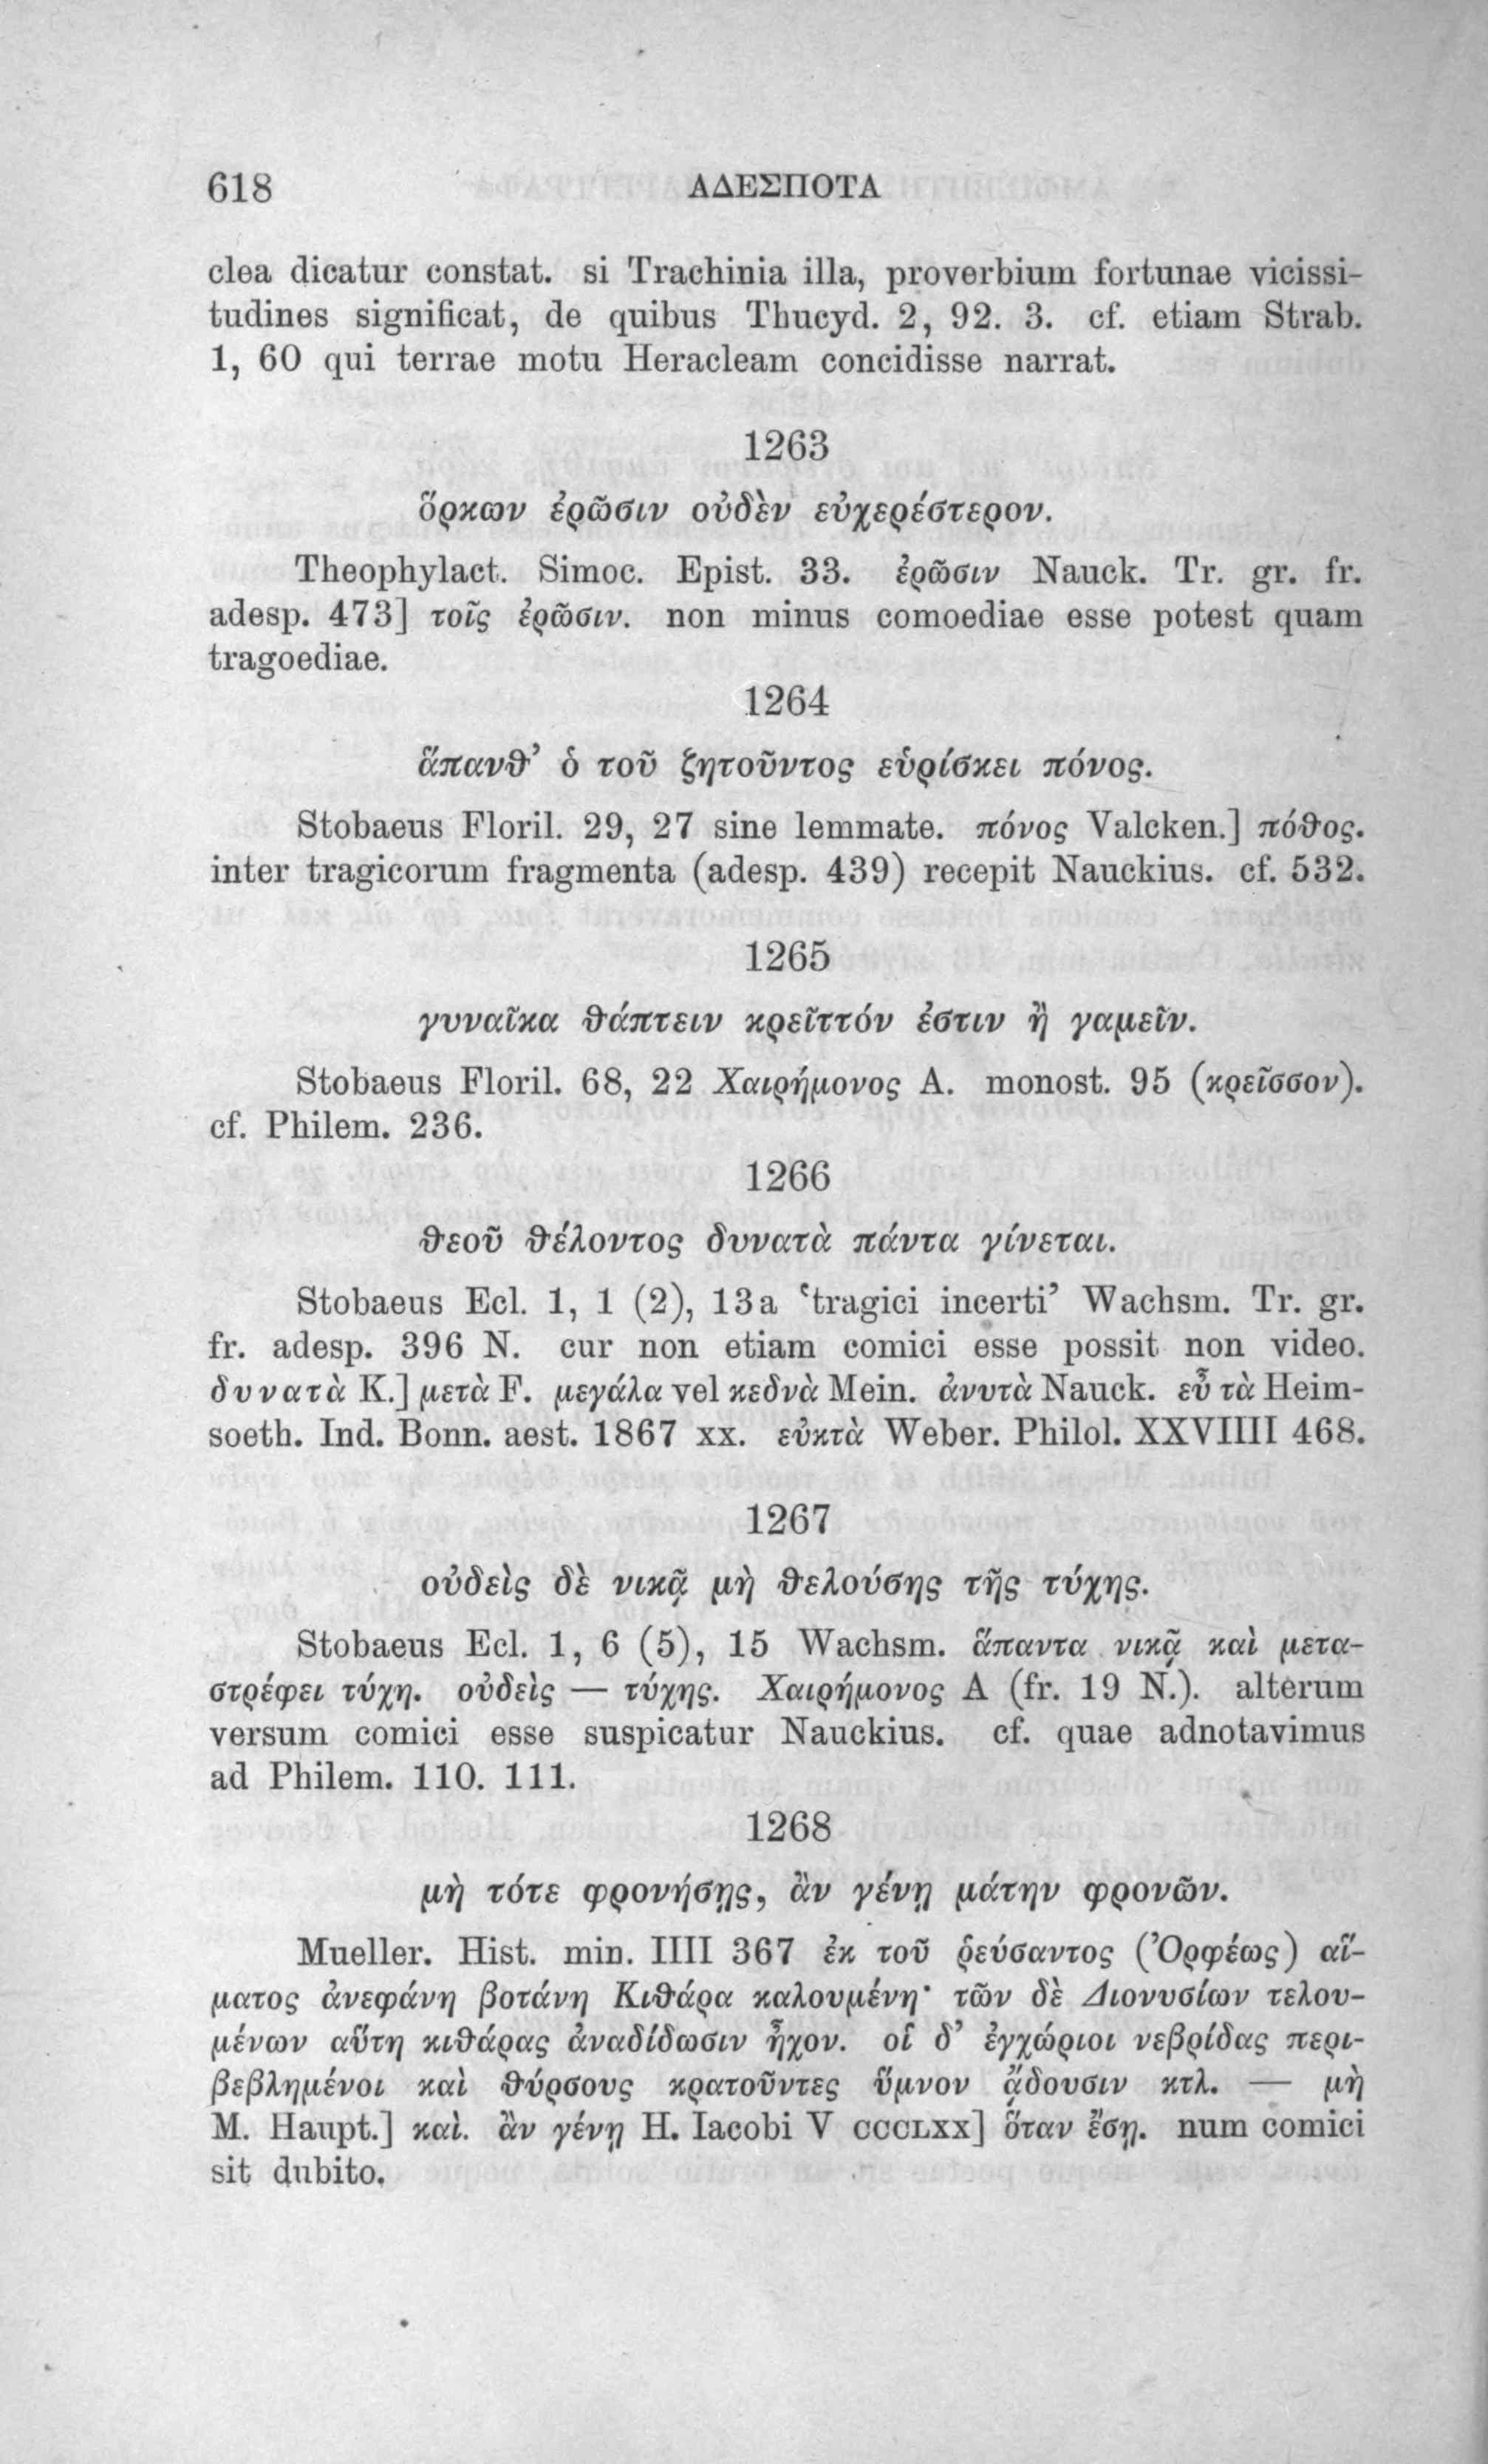 618 ΑΔΕΣΠΟΤΑ
clea dicatur constat. si Trachinia illa, proverbium fortunae vicissi-
tudines significat, de quibus Thucyd. 2, 92. 3. cf. etiam Strab.
1, 60 qui terrae motu Heracleam concidisse narrat.
1263
ὅρκων ἐρῶσιν οὐδὲν εὐχερέστερον.
Theophylact. Simoc. Epist. 33. ἐρῶσιν Nauck. Tr. gr. fr.
adesp. 473] τοῖς ἐρῶσιν. non minus comoediae esse potest quam
tragoediae.
1264
ἅπανθ’ ὁ τοῦ ζητοῦντος εὑρίσκει πόνος.
Stobaeus Floril. 29, 27 sine lemmate. πόνος Valcken.] πόθος.
inter tragicorum fragmenta (adesp. 439) recepit Nauckius. cf. 532.
1265
γυναῖκα θάπτειν κρεῖττόν ἐστιν ἢ γαμεῖν.
Stobaeus Floril. 68, 22 Χαιρήμονος A. monost. 95 (κρεῖσσον).
cf. Philem. 236.
1266
θεοῦ θέλοντος δυνατὰ πάντα γίνεται.
Stobaeus Ecl. 1, 1 (2), 13a ‘tragici incerti’ Wachsm. Tr. gr.
fr. adesp. 396 N. cur non etiam comici esse possit non video.
δυνατὰ K.] μετὰ F. μεγάλα vel κεδνὰ Mein. ἀνυτὰ Nauck. εὖ τὰ Heim-
soeth. Ind. Bonn. aest. 1867 xx. εὐκτὰ Weber. Philol. XXVIIII 468.
1267
οὐδεὶς δὲ νικᾷ μὴ θελούσης τῆς τύχης.
Stobaeus Ecl. 1, 6 (5), 15 Wachsm. ἅπαντα νικᾷ καὶ μετα-
στρέφει τύχη. οὐδεὶς — τύχης. Χαιρήμονος A (fr. 19 N.). alterum
versum comici esse suspicatur Nauckius. cf. quae adnotavimus
ad Philem. 110. 111.
1268
μὴ τότε φρονήσῃς, ἂν γένῃ μάτην φρονῶν.
Mueller. Hist. min. IIII 367 ἐκ τοῦ ῥεύσαντος (Ὀρφέως) αἵ-
ματος ἀνεφάνη βοτάνη Κιθάρα καλουμένη· τῶν δὲ Διονυσίων τελου-
μένων αὕτη κιθάρας ἀναδίδωσιν ἦχον. οἱ δ’ ἐγχώριοι νεβρίδας περι-
βεβλημένοι καὶ θύρσους κρατοῦντες ὕμνον ᾄδουσιν κτλ. — μὴ
M. Haupt.] καὶ. ἂν γένῃ H. Iacobi V CCCLXX] ὅταν ἔσῃ. num comici
sit dubito.